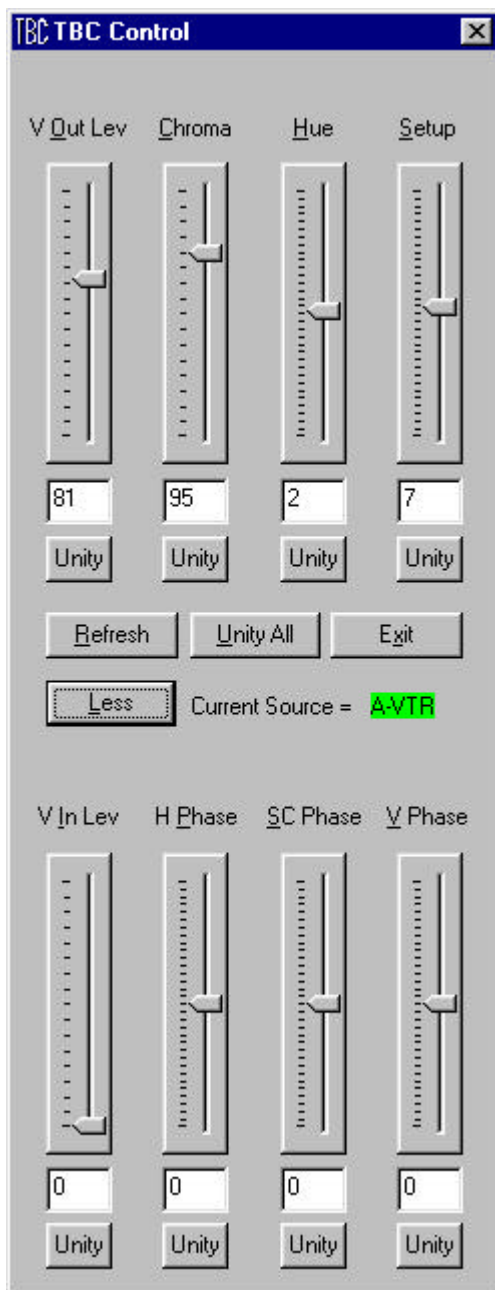 TBC TBC Control
V Out Lev Chroma Hue Setup
81 95 2 7
Unity Unity Unity Unity
Refresh Unity All Exit
Less Current Source = A-VTR
V In Lev H Phase SC Phase V Phase
0 0 0 0
Unity Unity Unity Unity